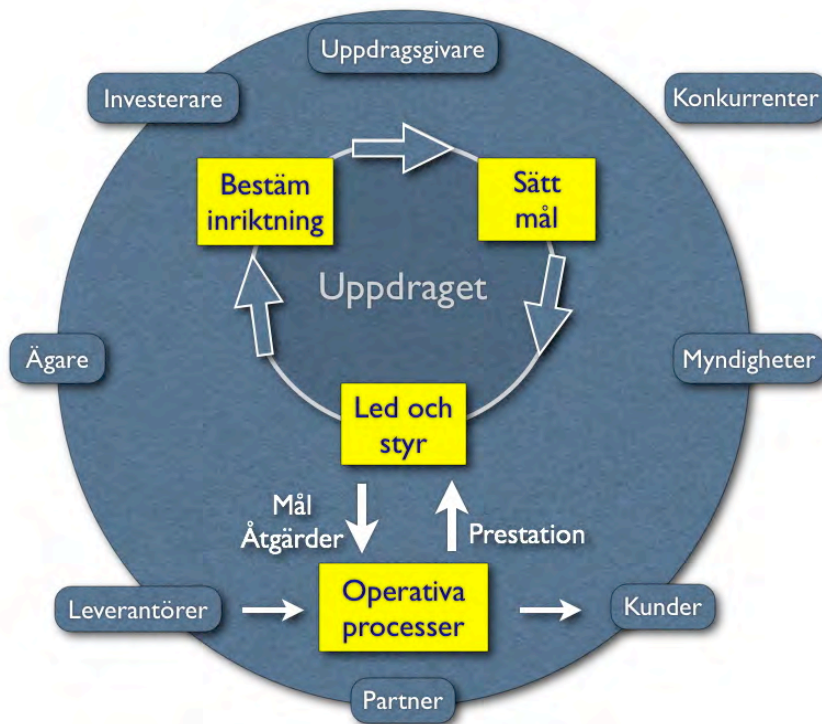 Uppdragsgivare
Investerare
Konkurrenter
Bestäm
inriktning
Sätt
mål
Uppdraget
Ägare
Myndigheter
Led och
styr
Mål
Åtgärder
Prestation
Leverantörer
Operativa
processer
Kunder
Partner